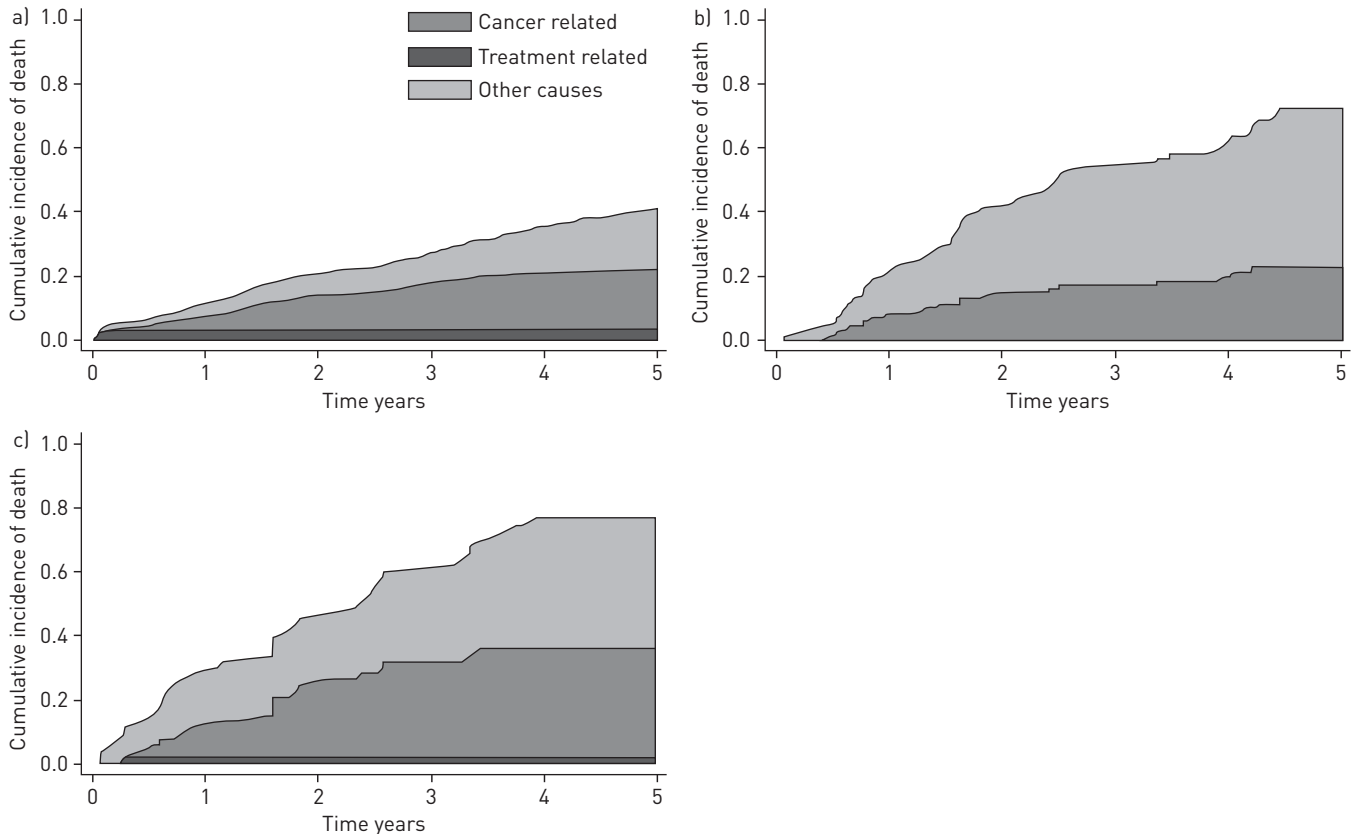 a)
Cumulative incidence of death
1.0
0.8
0.6
0.4
0.2
0.0
Cancer related
Treatment related
Other causes
0 1 2 3 4 5
Time years
b)
Cumulative incidence of death
1.0
0.8
0.6
0.4
0.2
0.0
0 1 2 3 4 5
Time years
c)
Cumulative incidence of death
1.0
0.8
0.6
0.4
0.2
0.0
0 1 2 3 4 5
Time years